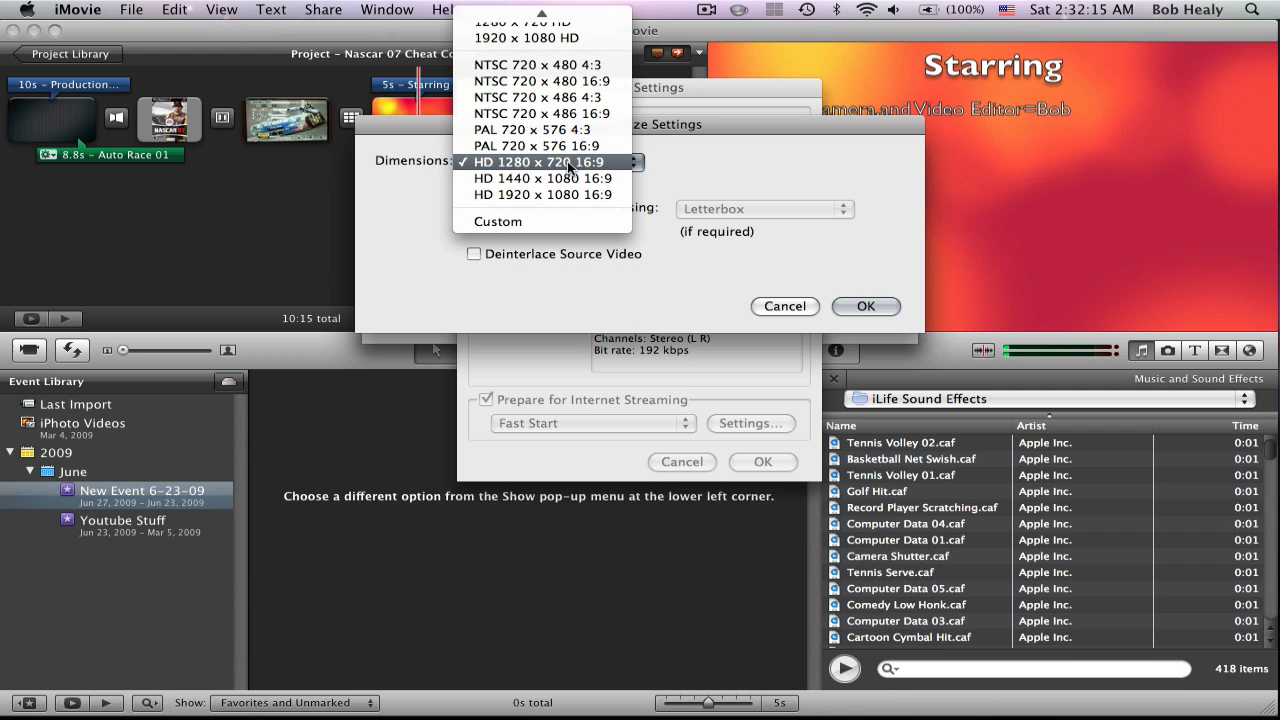 iMovie File Edit View Text Share Window Hel (100%) Sat 2:32:15 AM Bob Healy
ovie
Project Library
Project - Nascar 07 Cheat Co
10s - Production...
5s - Starring
8.8s - Auto Race 01
10:15 total
Starring
amera,and Video Editor=Bob
Settings
ze Settings
Dimensions:
1280 x 720 HD
1920 x 1080 HD
NTSC 720 x 480 4:3
NTSC 720 x 480 16:9
NTSC 720 x 486 4:3
NTSC 720 x 486 16:9
PAL 720 x 576 4:3
PAL 720 x 576 16:9
✓ HD 1280 x 720 16:9
HD 1440 x 1080 16:9
HD 1920 x 1080 16:9
Custom
sing: Letterbox
(if required)
Deinterlace Source Video
Cancel OK
Channels: Stereo (L R)
Bit rate: 192 kbps
Prepare for Internet Streaming
Fast Start Settings...
Cancel OK
Event Library
Last Import
iPhoto Videos
Mar 4, 2009
2009
June
New Event 6-23-09
Jun 27, 2009 - Jun 23, 2009
Youtube Stuff
Jun 23, 2009 - Mar 5, 2009
Choose a different option from the Show pop-up menu at the lower left corner.
Music and Sound Effects
iLife Sound Effects
Name Artist Time
Tennis Volley 02.caf Apple Inc. 0:01
Basketball Net Swish.caf Apple Inc. 0:01
Tennis Volley 01.caf Apple Inc. 0:01
Golf Hit.caf Apple Inc. 0:01
Record Player Scratching.caf Apple Inc. 0:01
Computer Data 04.caf Apple Inc. 0:01
Computer Data 01.caf Apple Inc. 0:01
Camera Shutter.caf Apple Inc. 0:01
Tennis Serve.caf Apple Inc. 0:01
Computer Data 05.caf Apple Inc. 0:01
Comedy Low Honk.caf Apple Inc. 0:01
Computer Data 03.caf Apple Inc. 0:01
Cartoon Cymbal Hit.caf Apple Inc. 0:01
418 items
Show: Favorites and Unmarked 0s total 5s